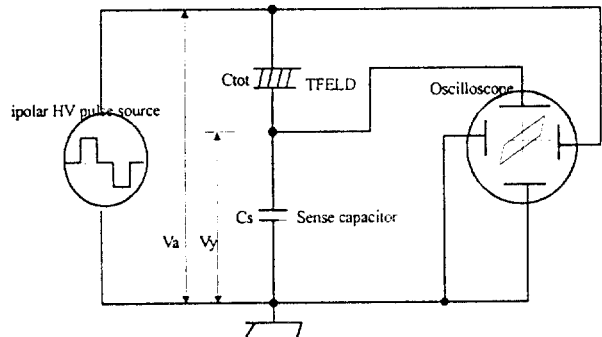 Ctot
TFELD
Oscilloscope
ipolar HV pulse source
Cs
Sense capacitor
Va
Vy